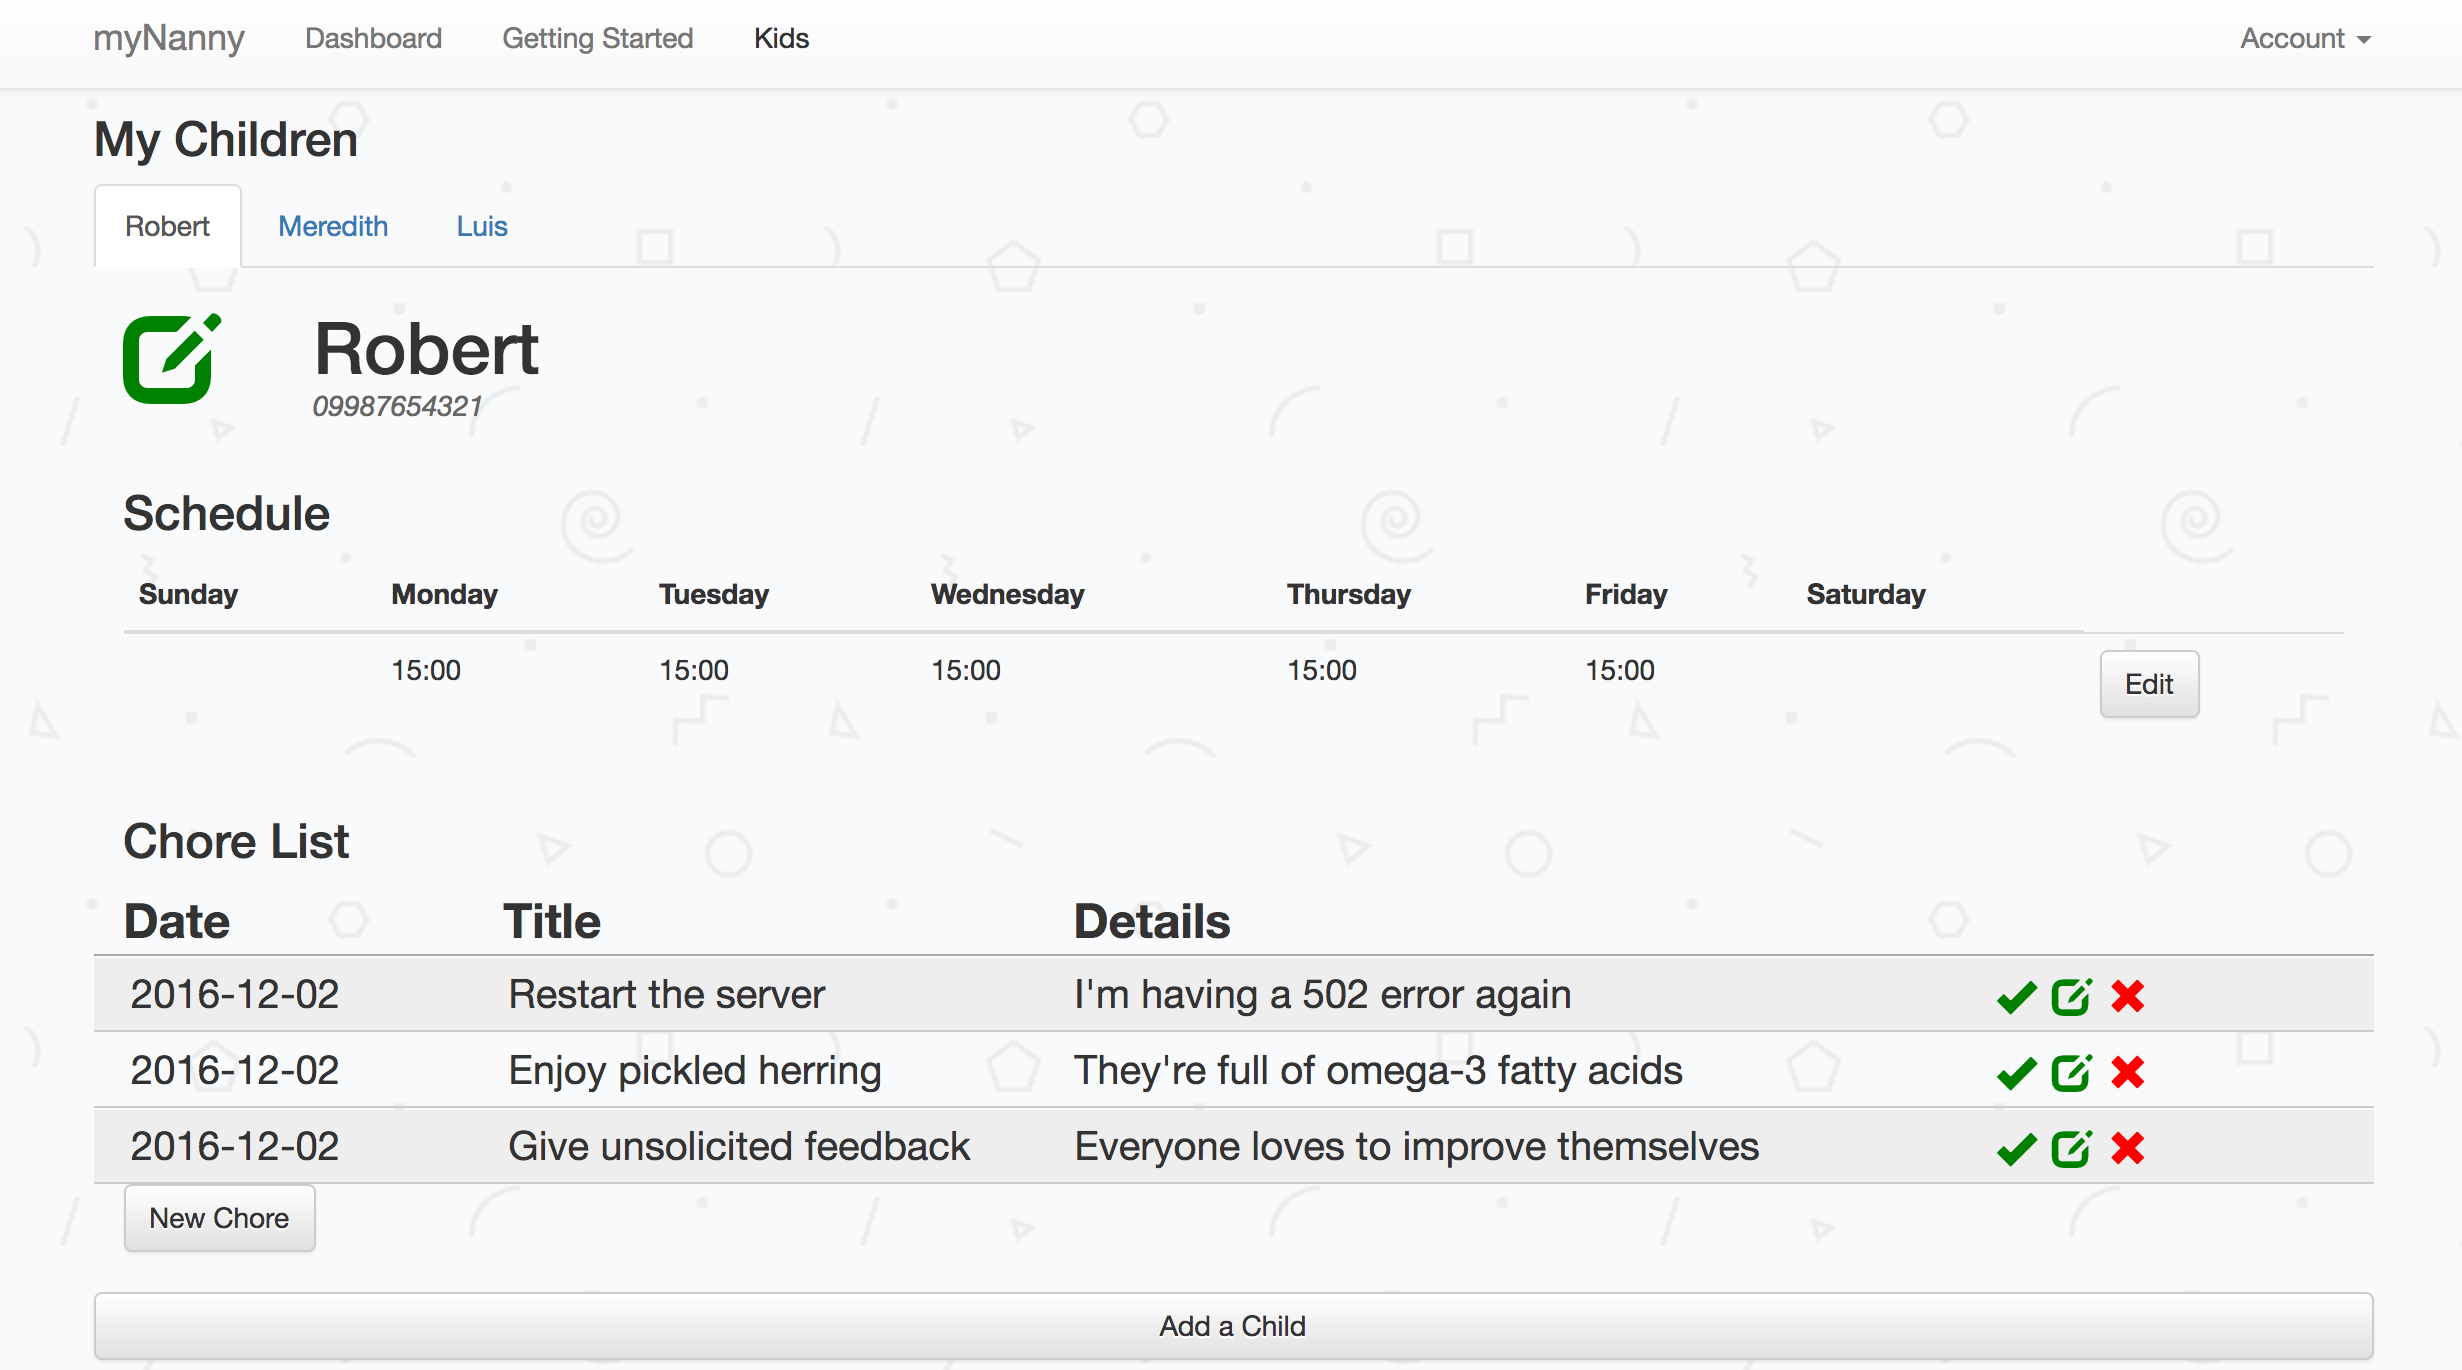 myNanny Dashboard Getting Started Kids Account
My Children
Robert Meredith Luis
Robert
09987654321
Schedule
Sunday Monday Tuesday Wednesday Thursday Friday Saturday
15:00 15:00 15:00 15:00 15:00 Edit
Chore List
Date Title Details
2016-12-02 Restart the server I'm having a 502 error again
2016-12-02 Enjoy pickled herring They're full of omega-3 fatty acids
2016-12-02 Give unsolicited feedback Everyone loves to improve themselves
New Chore
Add a Child